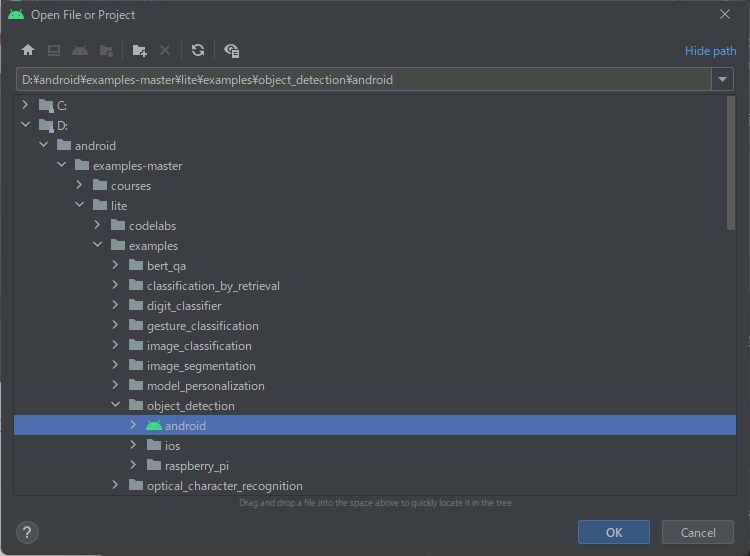 Open File or Project
Hide path
D:¥android¥examples-master¥lite¥examples¥object_detection¥android
C:
D:
android
examples-master
courses
lite
codelabs
examples
bert_qa
classification_by_retrieval
digit_classifier
gesture_classification
image_classification
image_segmentation
model_personalization
object_detection
android
ios
raspberry_pi
optical_character_recognition
Drag and drop a file into the space above to quickly locate it in the tree
?
OK
Cancel